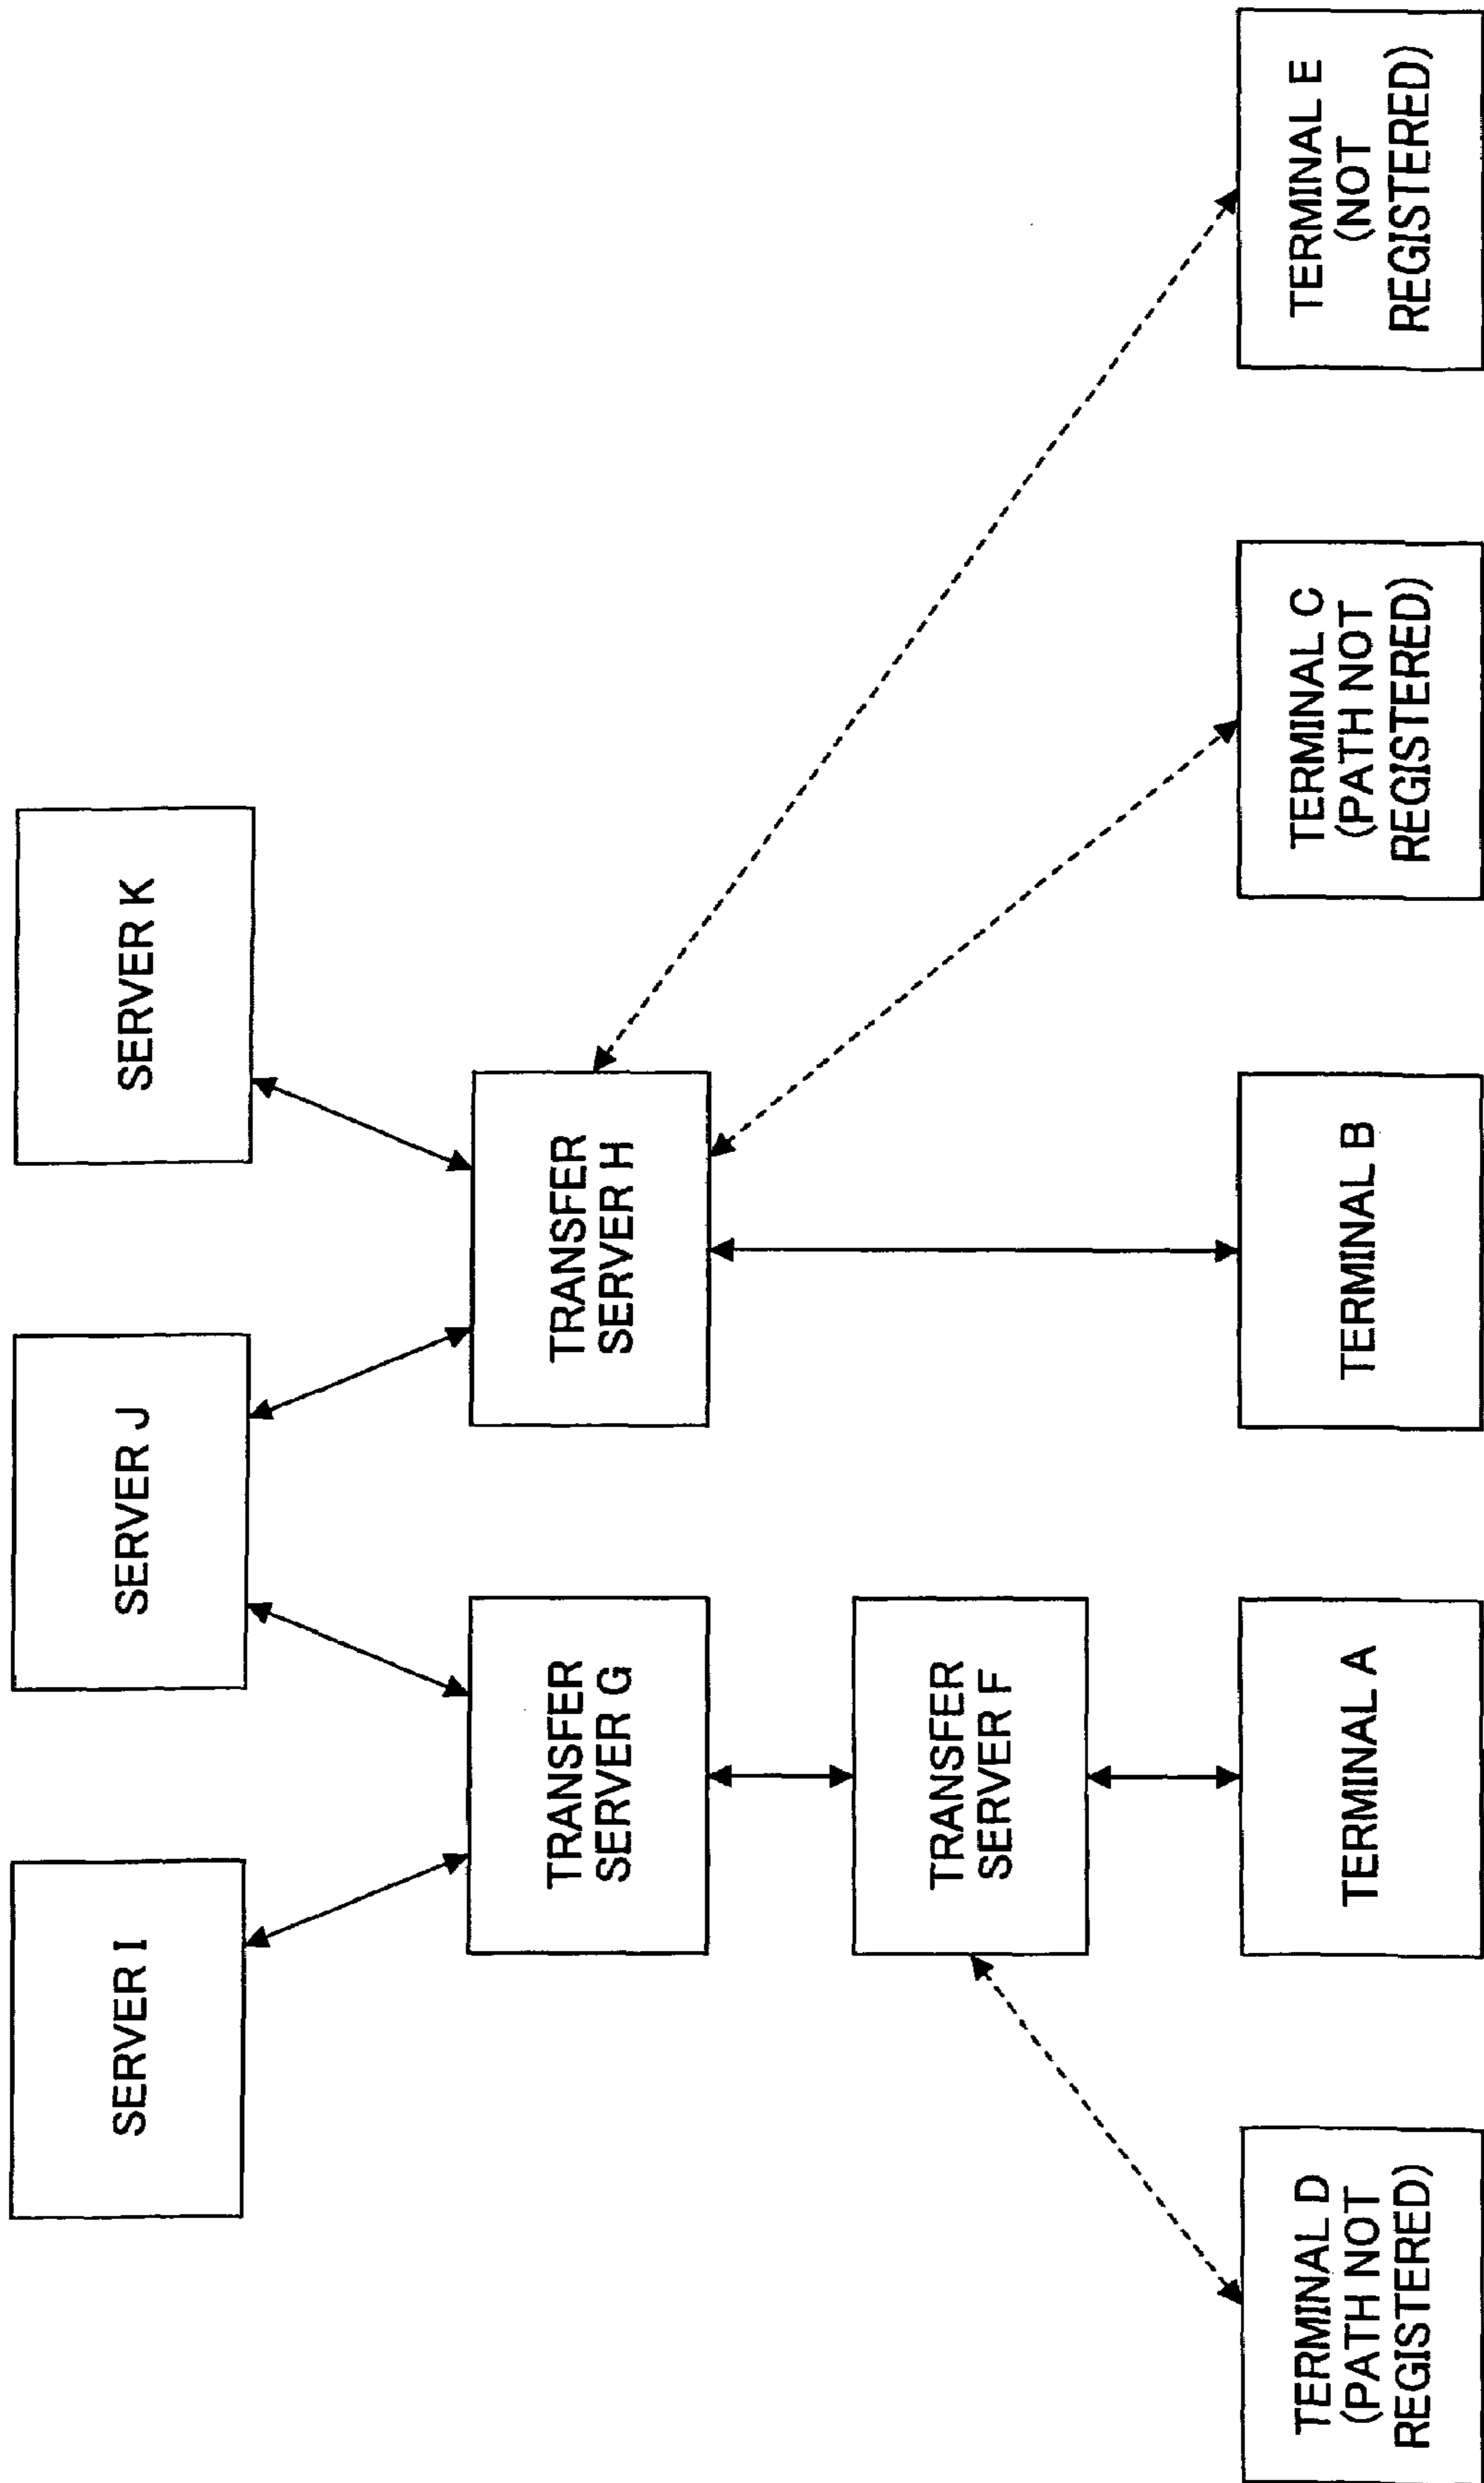 SERVER I
SERVER J
SERVER K
TRANSFER
SERVER G
TRANSFER
SERVER H
TRANSFER
SERVER F
TERMINAL D
(PATH NOT
REGISTERED)
TERMINAL A
TERMINAL B
TERMINAL C
(PATH NOT
REGISTERED)
TERMINAL E
(NOT
REGISTERED)